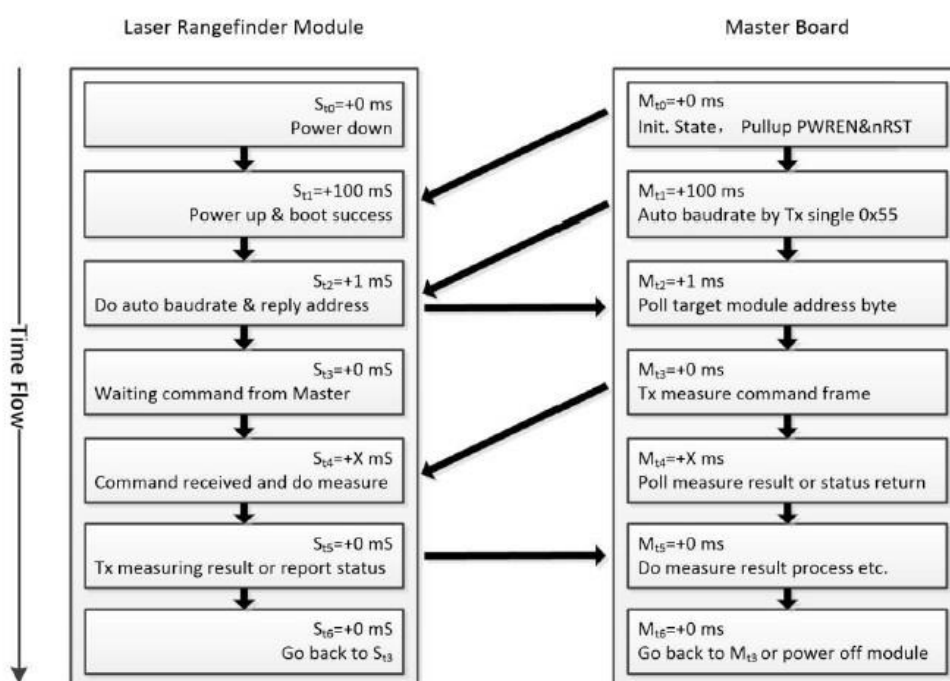 Laser Rangefinder Module
Master Board
Time Flow
St0=+0 ms
Power down
St1=+100 mS
Power up & boot success
St2=+1 mS
Do auto baudrate & reply address
St3=+0 mS
Waiting command from Master
St4=+X mS
Command received and do measure
St5=+0 mS
Tx measuring result or report status
St6=+0 mS
Go back to St3
Mt0=+0 ms
Init. State， Pullup PWREN&nRST
Mt1=+100 ms
Auto baudrate by Tx single 0x55
Mt2=+1 ms
Poll target module address byte
Mt3=+0 ms
Tx measure command frame
Mt4=+X ms
Poll measure result or status return
Mt5=+0 ms
Do measure result process etc.
Mt6=+0 ms
Go back to Mt3 or power off module